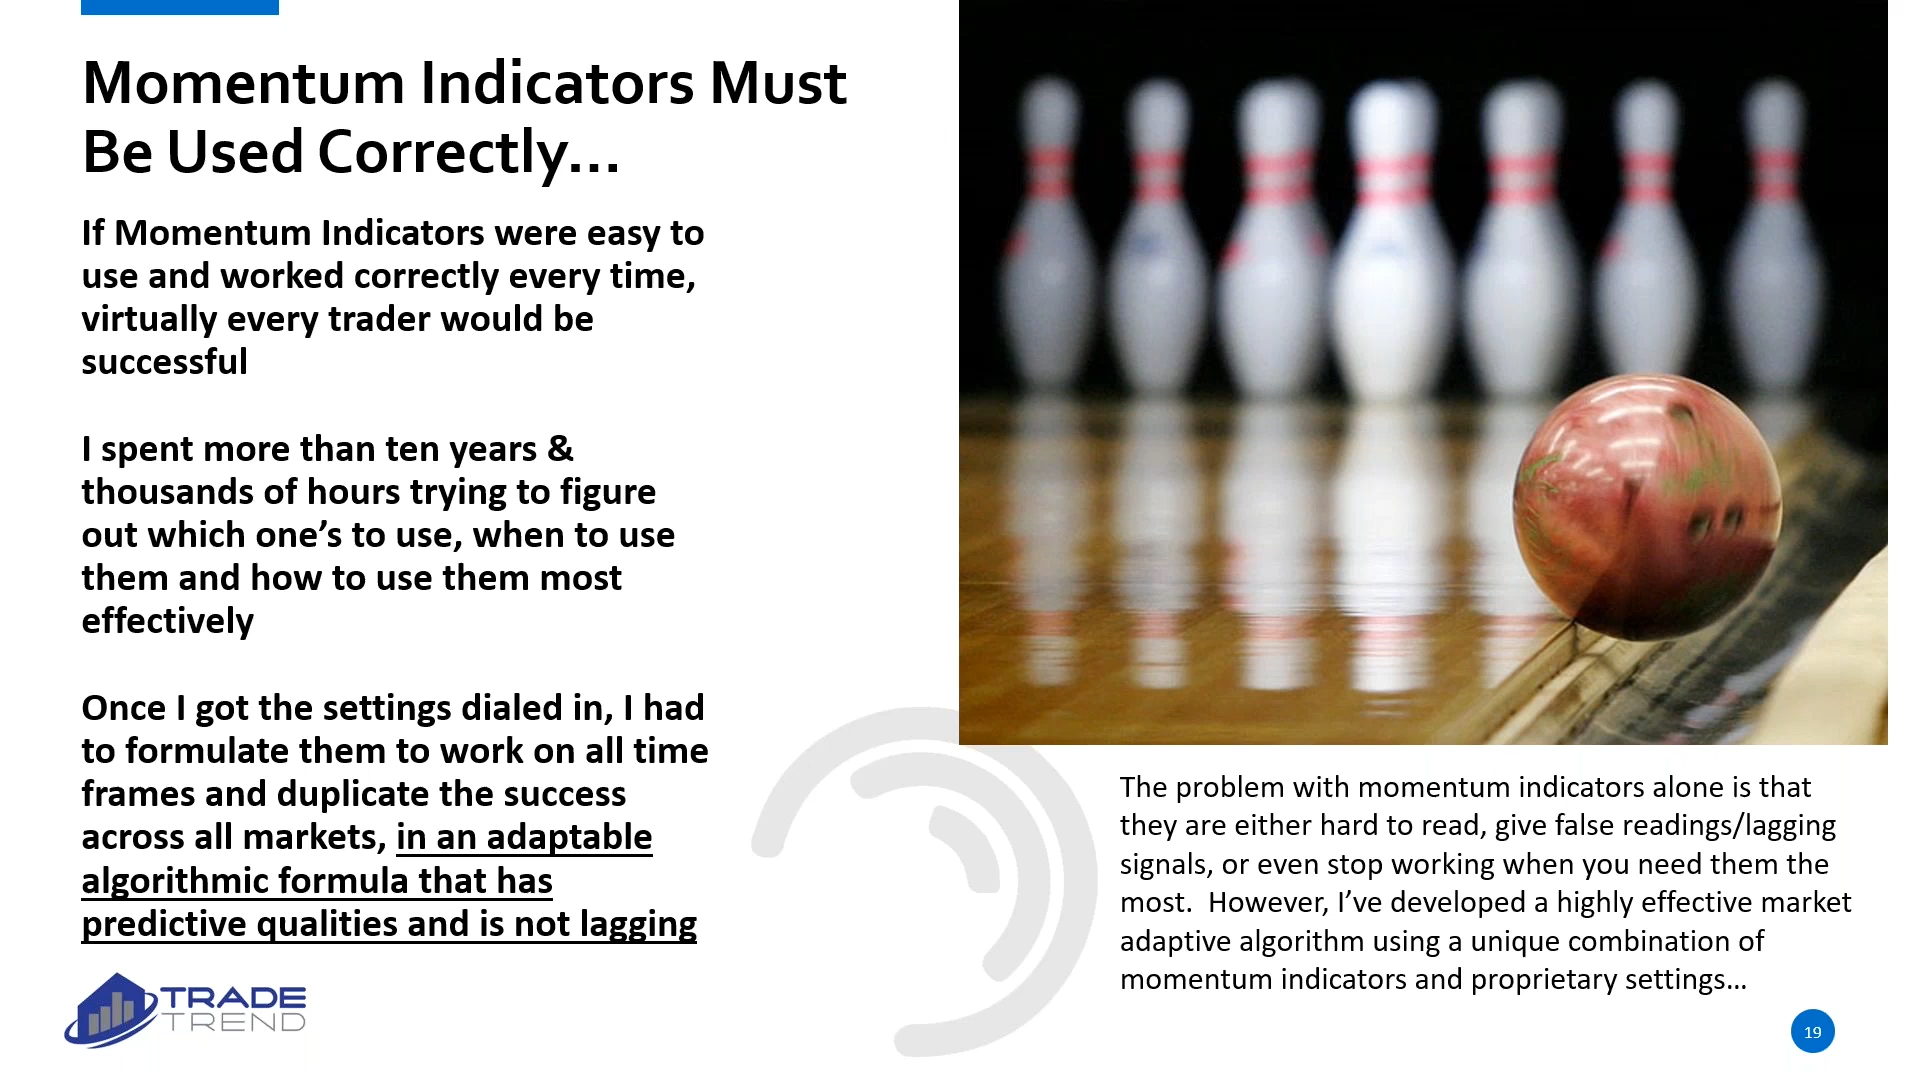 Momentum Indicators Must
Be Used Correctly...
If Momentum Indicators were easy to
use and worked correctly every time,
virtually every trader would be
successful
I spent more than ten years &
thousands of hours trying to figure
out which one’s to use, when to use
them and how to use them most
effectively
Once I got the settings dialed in, I had
to formulate them to work on all time
frames and duplicate the success
across all markets, in an adaptable
algorithmic formula that has
predictive qualities and is not lagging
The problem with momentum indicators alone is that
they are either hard to read, give false readings/lagging
signals, or even stop working when you need them the
most.  However, I’ve developed a highly effective market
adaptive algorithm using a unique combination of
momentum indicators and proprietary settings...
TRADE
TREND
19